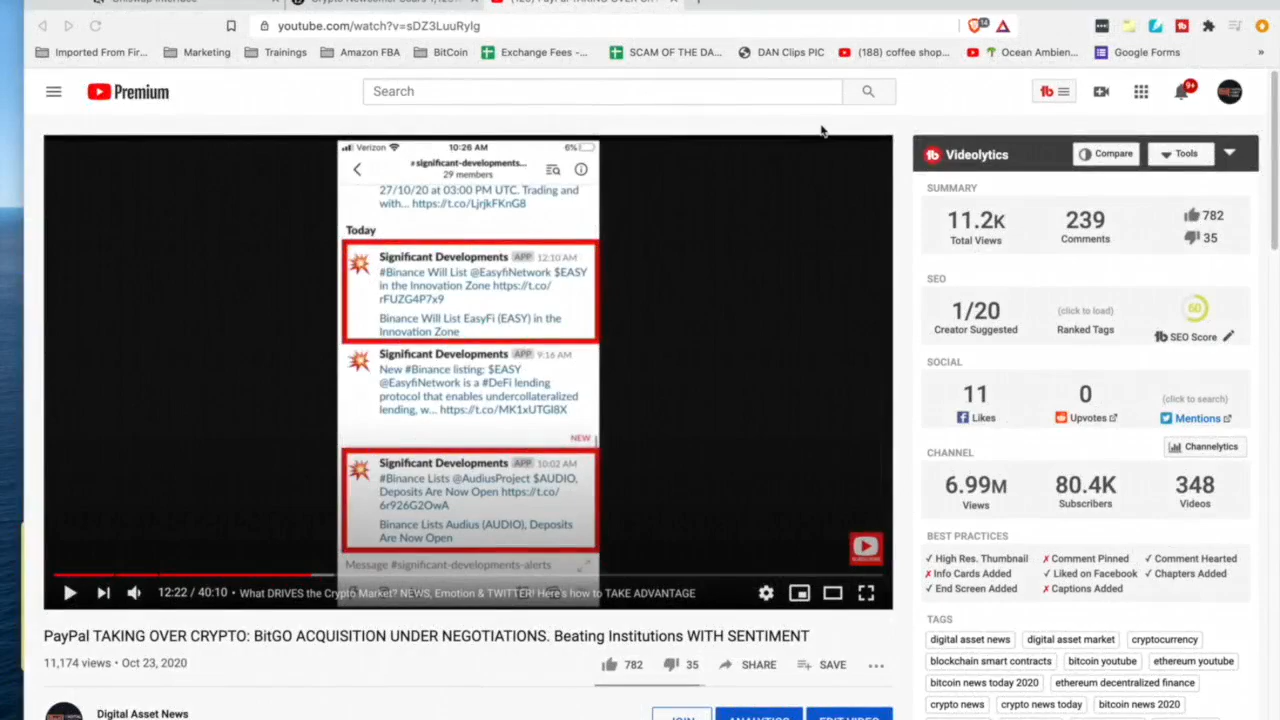 youtube.com/watch?v=sDZ3LuuRylg
14
Imported From Fir... Marketing Trainings Amazon FBA BitCoin Exchange Fees -... SCAM OF THE DA... DAN Clips PIC (188) coffee shop... Ocean Ambien... Google Forms »
Premium
Search
tb
9+
Verizon 10:26 AM 6%
#significant-developments...
29 members
27/10/20 at 03:00 PM UTC. Trading and
with... https://t.co/LjrjkFKnG8
Today
Significant Developments APP 12:10 AM
#Binance Will List @EasyfiNetwork $EASY
in the Innovation Zone https://t.co/
rFUZG4P7x9
Binance Will List EasyFi (EASY) in the
Innovation Zone
Significant Developments APP 9:16 AM
New #Binance listing: $EASY
@EasyfiNetwork is a #DeFi lending
protocol that enables undercollateralized
lending, w... https://t.co/MK1xUTGI8X
NEW
Significant Developments APP 10:02 AM
#Binance Lists @AudiusProject $AUDIO,
Deposits Are Now Open https://t.co/
6r926G2OwA
Binance Lists Audius (AUDIO), Deposits
Are Now Open
Message #significant-developments-alerts
SUBSCRIBE
12:22 / 40:10 • What DRIVES the Crypto Market? NEWS, Emotion & TWITTER! Here's how to TAKE ADVANTAGE
PayPal TAKING OVER CRYPTO: BitGO ACQUISITION UNDER NEGOTIATIONS. Beating Institutions WITH SENTIMENT
11,174 views • Oct 23, 2020
782 35 SHARE SAVE ...
Digital Asset News
JOIN ANALYTICS EDIT VIDEO
tb Videolytics Compare Tools
SUMMARY
11.2K 239 782
Total Views Comments 35
SEO
1/20 (click to load) 60
Creator Suggested Ranked Tags tb SEO Score
SOCIAL
11 0 (click to search)
Likes Upvotes Mentions
CHANNEL Channelytics
6.99M 80.4K 348
Views Subscribers Videos
BEST PRACTICES
✓ High Res. Thumbnail ✗ Comment Pinned ✓ Comment Hearted
✗ Info Cards Added ✓ Liked on Facebook ✓ Chapters Added
✓ End Screen Added ✗ Captions Added
TAGS
digital asset news digital asset market cryptocurrency
blockchain smart contracts bitcoin youtube ethereum youtube
bitcoin news today 2020 ethereum decentralized finance
crypto news crypto news today bitcoin news 2020